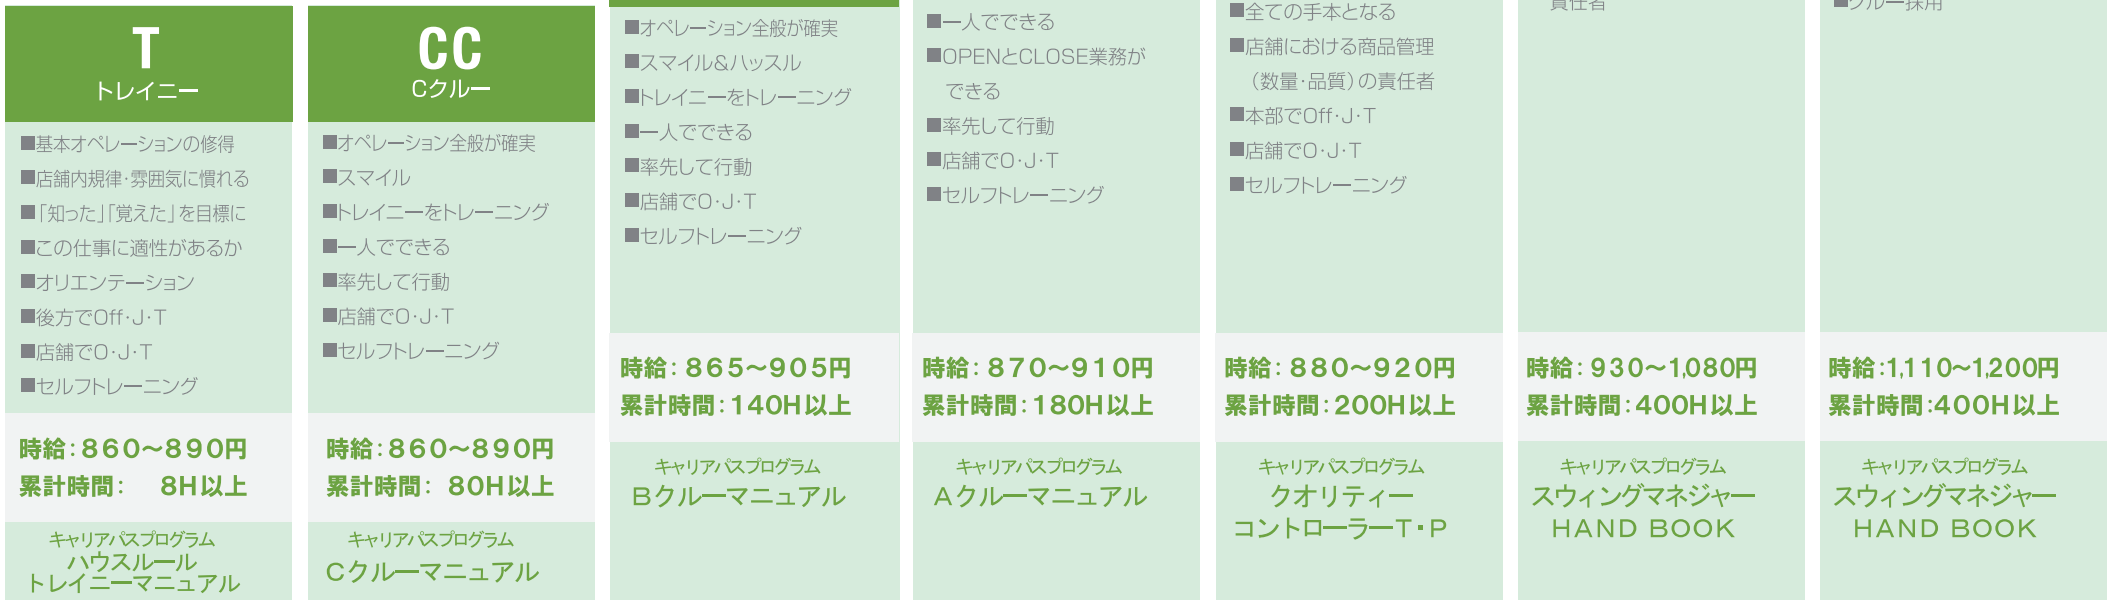 T
トレイニー
■基本オペレーションの修得
■店舗内規律・雰囲気に慣れる
■「知った」「覚えた」を目標に
■この仕事に適性があるか
■オリエンテーション
■後方でOff・J・T
■店舗でO・J・T
■セルフトレーニング
時給：８６０〜８９０円
累計時間： 8H以上
キャリアパスプログラム
ハウスルール
トレイニーマニュアル
CC
Cクルー
■オペレーション全般が確実
■スマイル
■トレイニーをトレーニング
■一人でできる
■率先して行動
■店舗でO・J・T
■セルフトレーニング
時給：８６０〜８９０円
累計時間： 80H以上
キャリアパスプログラム
Ｃクルーマニュアル
■オペレーション全般が確実
■スマイル＆ハッスル
■トレイニーをトレーニング
■一人でできる
■率先して行動
■店舗でO・J・T
■セルフトレーニング
時給：８６５〜９０５円
累計時間：140H以上
キャリアパスプログラム
Ｂクルーマニュアル
■一人でできる
■OPENとCLOSE業務が
できる
■率先して行動
■店舗でO・J・T
■セルフトレーニング
時給：８７０〜９１０円
累計時間：180H以上
キャリアパスプログラム
Ａクルーマニュアル
■全ての手本となる
■店舗における商品管理
（数量・品質）の責任者
■本部でOff・J・T
■店舗でO・J・T
■セルフトレーニング
時給：８８０〜９２０円
累計時間：200H以上
キャリアパスプログラム
クオリティー
コントローラーＴ・Ｐ
責任者
時給：９３０〜1,080円
累計時間：400H以上
キャリアパスプログラム
スウィングマネジャー
HAND BOOK
■クルー採用
時給：1,110〜1,200円
累計時間：400H以上
キャリアパスプログラム
スウィングマネジャー
HAND BOOK